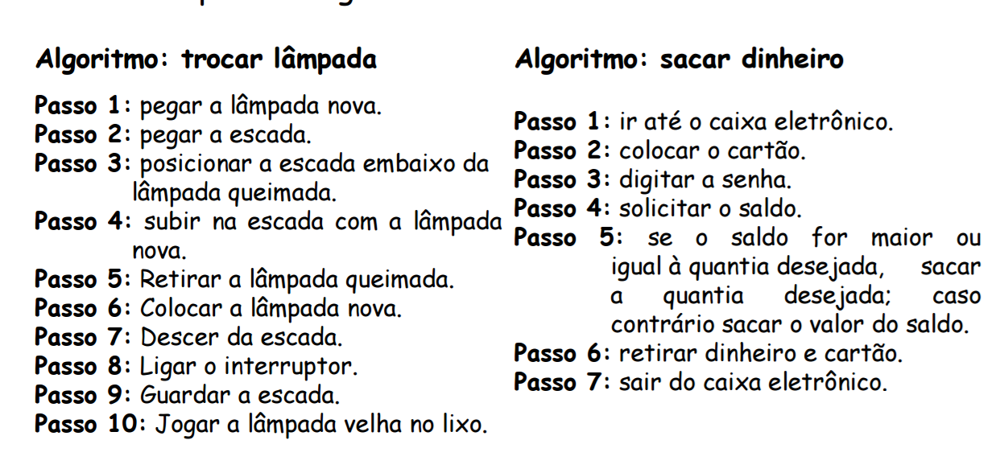 Algoritmo: trocar lâmpada
Passo 1: pegar a lâmpada nova.
Passo 2: pegar a escada.
Passo 3: posicionar a escada embaixo da
lâmpada queimada.
Passo 4: subir na escada com a lâmpada
nova.
Passo 5: Retirar a lâmpada queimada.
Passo 6: Colocar a lâmpada nova.
Passo 7: Descer da escada.
Passo 8: Ligar o interruptor.
Passo 9: Guardar a escada.
Passo 10: Jogar a lâmpada velha no lixo.
Algoritmo: sacar dinheiro
Passo 1: ir até o caixa eletrônico.
Passo 2: colocar o cartão.
Passo 3: digitar a senha.
Passo 4: solicitar o saldo.
Passo 5: se o saldo for maior ou
igual à quantia desejada, sacar
a quantia desejada; caso
contrário sacar o valor do saldo.
Passo 6: retirar dinheiro e cartão.
Passo 7: sair do caixa eletrônico.